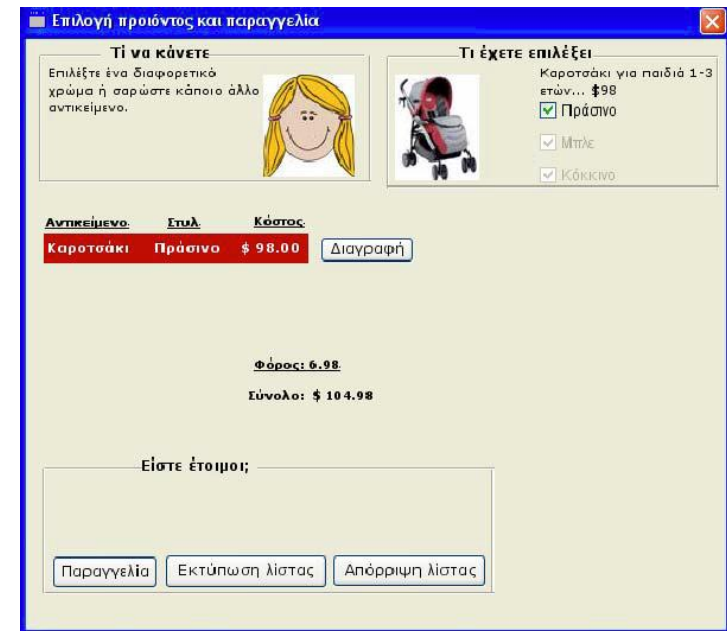 Επιλογή προιόντος και παραγγελία
Τί να κάνετε
Επιλέξτε ένα διαφορετικό
χρώμα ή σαρώστε κάποιο άλλο
αντικείμενο.
Τι έχετε επιλέξει
Καροτσάκι για παιδιά 1-3
ετών... $98
Πράσινο
Μπλε
Κόκκινο
Αντικείμενο Στυλ Κόστος
Καροτσάκι Πράσινο $ 98.00 Διαγραφή
Φόρος: 6.98
Σύνολο: $ 104.98
Είστε έτοιμοι;
Παραγγελία Εκτύπωση λίστας Απόρριψη λίστας